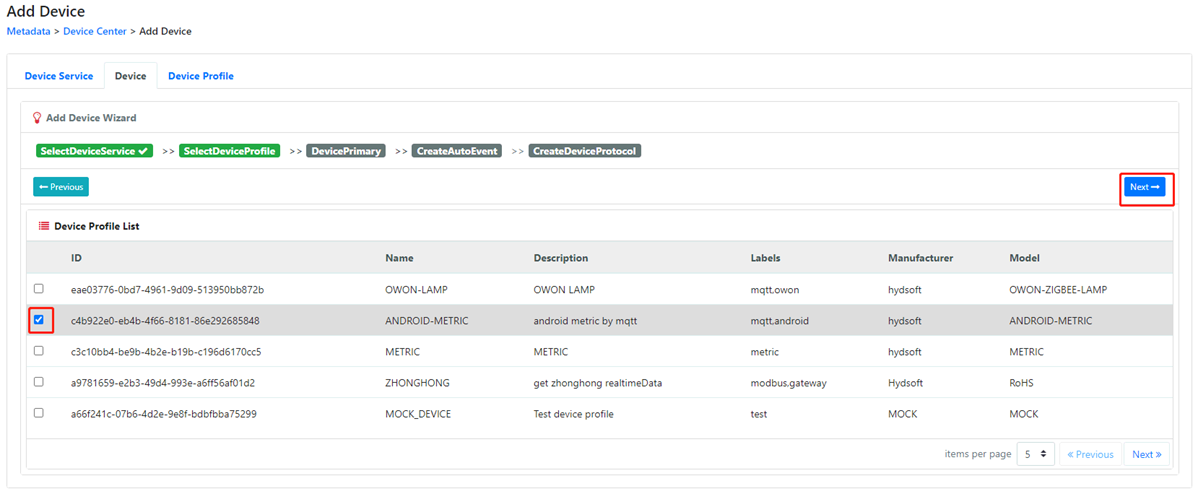 Add Device
Metadata > Device Center > Add Device
Device Service Device Device Profile
Add Device Wizard
SelectDeviceService ✔ >> SelectDeviceProfile >> DevicePrimary >> CreateAutoEvent >> CreateDeviceProtocol
← Previous Next →
Device Profile List
ID Name Description Labels Manufacturer Model
eae03776-0bd7-4961-9d09-513950bb872b OWON-LAMP OWON LAMP mqtt,owon hydsoft OWON-ZIGBEE-LAMP
c4b922e0-eb4b-4f66-8181-86e292685848 ANDROID-METRIC android metric by mqtt mqtt,android hydsoft ANDROID-METRIC
c3c10bb4-be9b-4b2e-b19b-c196d6170cc5 METRIC METRIC metric hydsoft METRIC
a9781659-e2b3-49d4-993e-a6ff56af01d2 ZHONGHONG get zhonghong realtimeData modbus,gateway Hydsoft RoHS
a66f241c-07b6-4d2e-9e8f-bdbfbba75299 MOCK_DEVICE Test device profile test MOCK MOCK
items per page 5 « Previous Next »